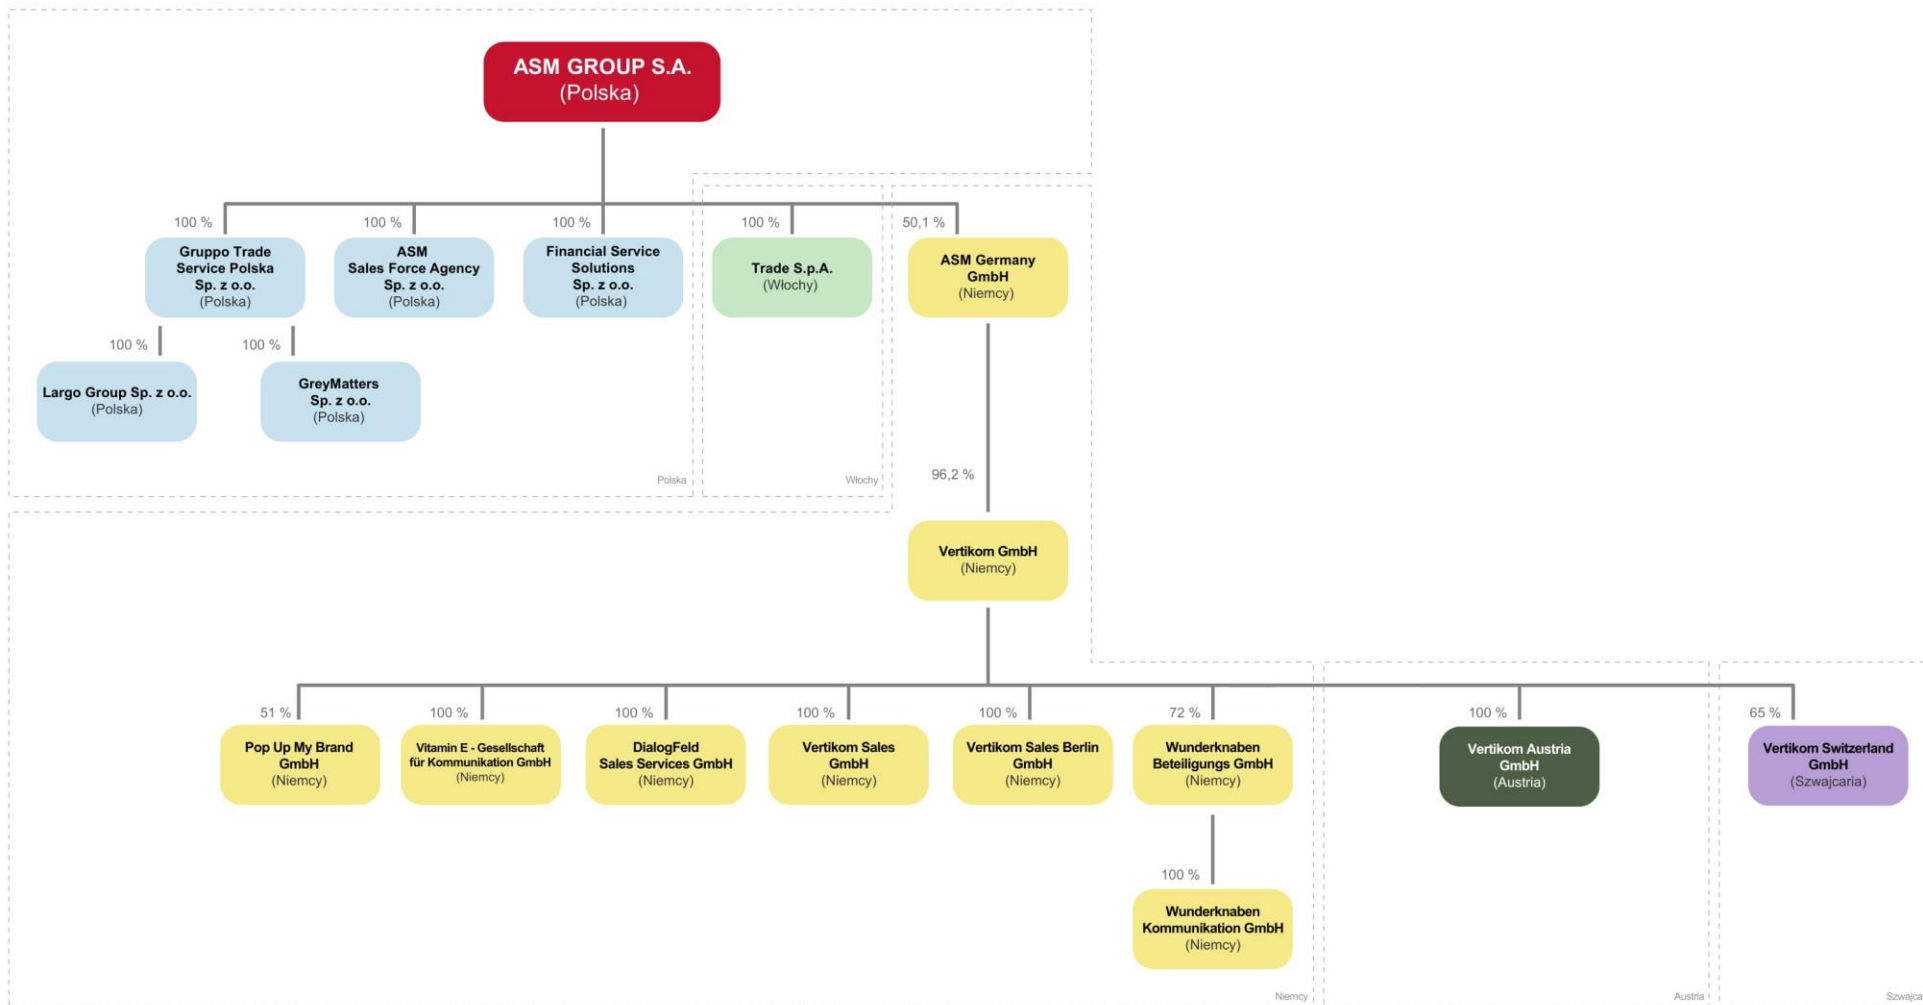 ASM GROUP S.A.
(Polska)
100 %
100 %
100 %
100 %
50,1 %
Gruppo Trade
Service Polska
Sp. z o.o.
(Polska)
ASM
Sales Force Agency
Sp. z o.o.
(Polska)
Financial Service
Solutions
Sp. z o.o.
(Polska)
Trade S.p.A.
(Włochy)
ASM Germany
GmbH
(Niemcy)
100 %
100 %
Largo Group Sp. z o.o.
(Polska)
GreyMatters
Sp. z o.o.
(Polska)
Polska
Włochy
96,2 %
Vertikom GmbH
(Niemcy)
51 %
100 %
100 %
100 %
100 %
72 %
100 %
65 %
Pop Up My Brand
GmbH
(Niemcy)
Vitamin E - Gesellschaft
für Kommunikation GmbH
(Niemcy)
DialogFeld
Sales Services GmbH
(Niemcy)
Vertikom Sales
GmbH
(Niemcy)
Vertikom Sales Berlin
GmbH
(Niemcy)
Wunderknaben
Beteiligungs GmbH
(Niemcy)
Vertikom Austria
GmbH
(Austria)
Vertikom Switzerland
GmbH
(Szwajcaria)
100 %
Wunderknaben
Kommunikation GmbH
(Niemcy)
Niemcy
Austria
Szwajca